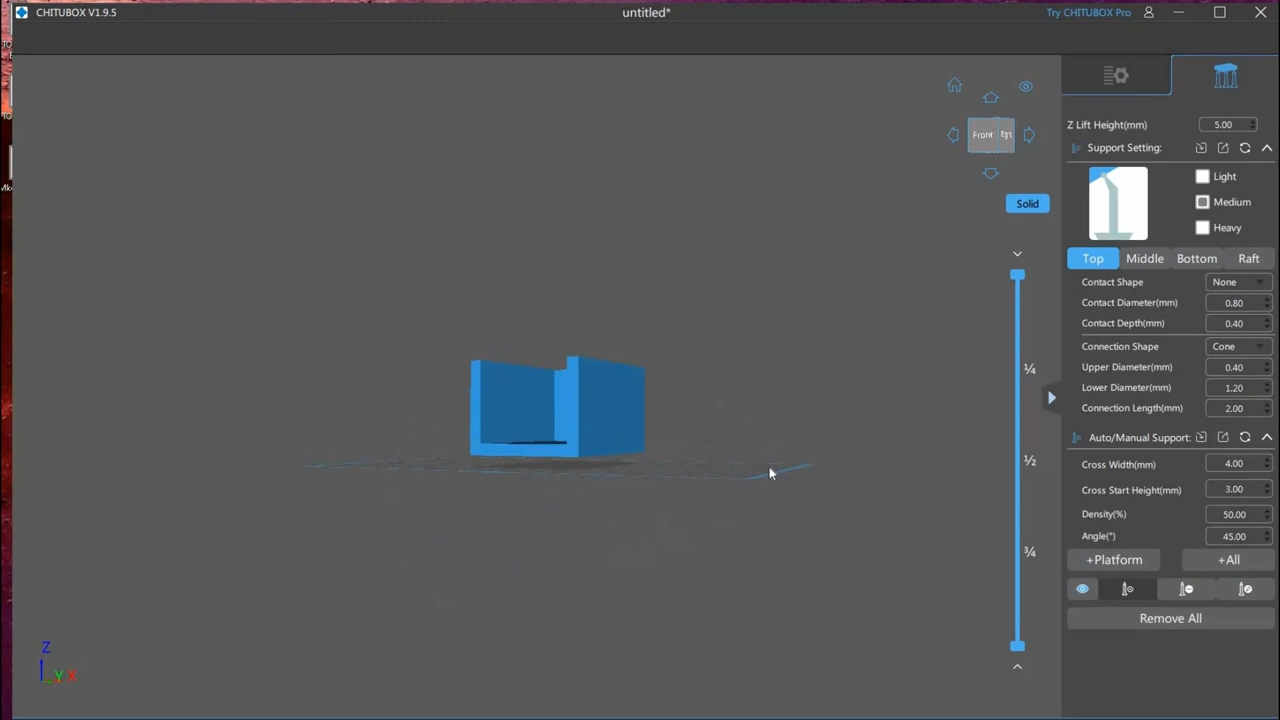 CHITUBOX V1.9.5
untitled*
Try CHITUBOX Pro
Front
Solid
¼
½
¾
Z
Y X
Z Lift Height(mm) 5.00
Support Setting:
Light
Medium
Heavy
Top Middle Bottom Raft
Contact Shape None
Contact Diameter(mm) 0.80
Contact Depth(mm) 0.40
Connection Shape Cone
Upper Diameter(mm) 0.40
Lower Diameter(mm) 1.20
Connection Length(mm) 2.00
Auto/Manual Support:
Cross Width(mm) 4.00
Cross Start Height(mm) 3.00
Density(%) 50.00
Angle(°) 45.00
+Platform +All
Remove All